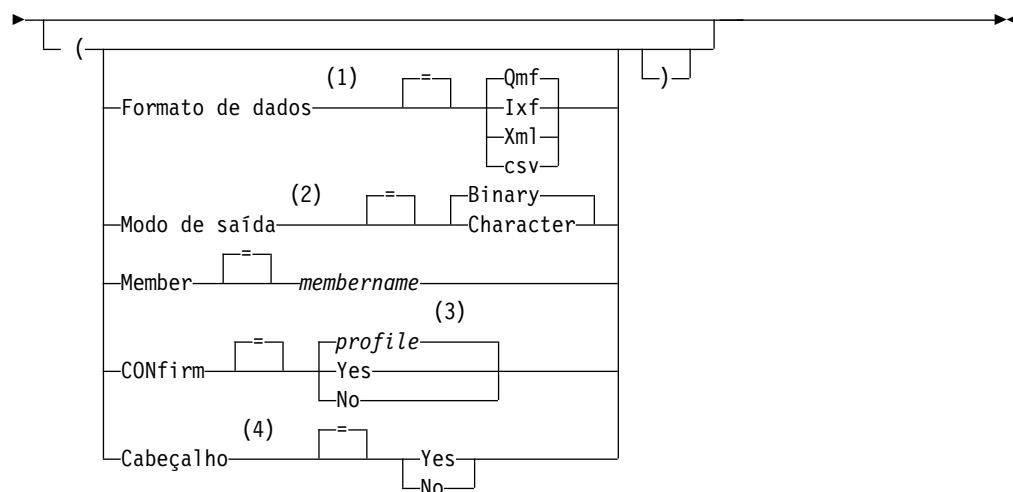 (
)
(1)
Formato de dados = Qmf
Ixf
Xml
csv
(2)
Modo de saída = Binary
Character
Member = membername
(3)
CONfirm = profile
Yes
No
(4)
Cabeçalho = Yes
No